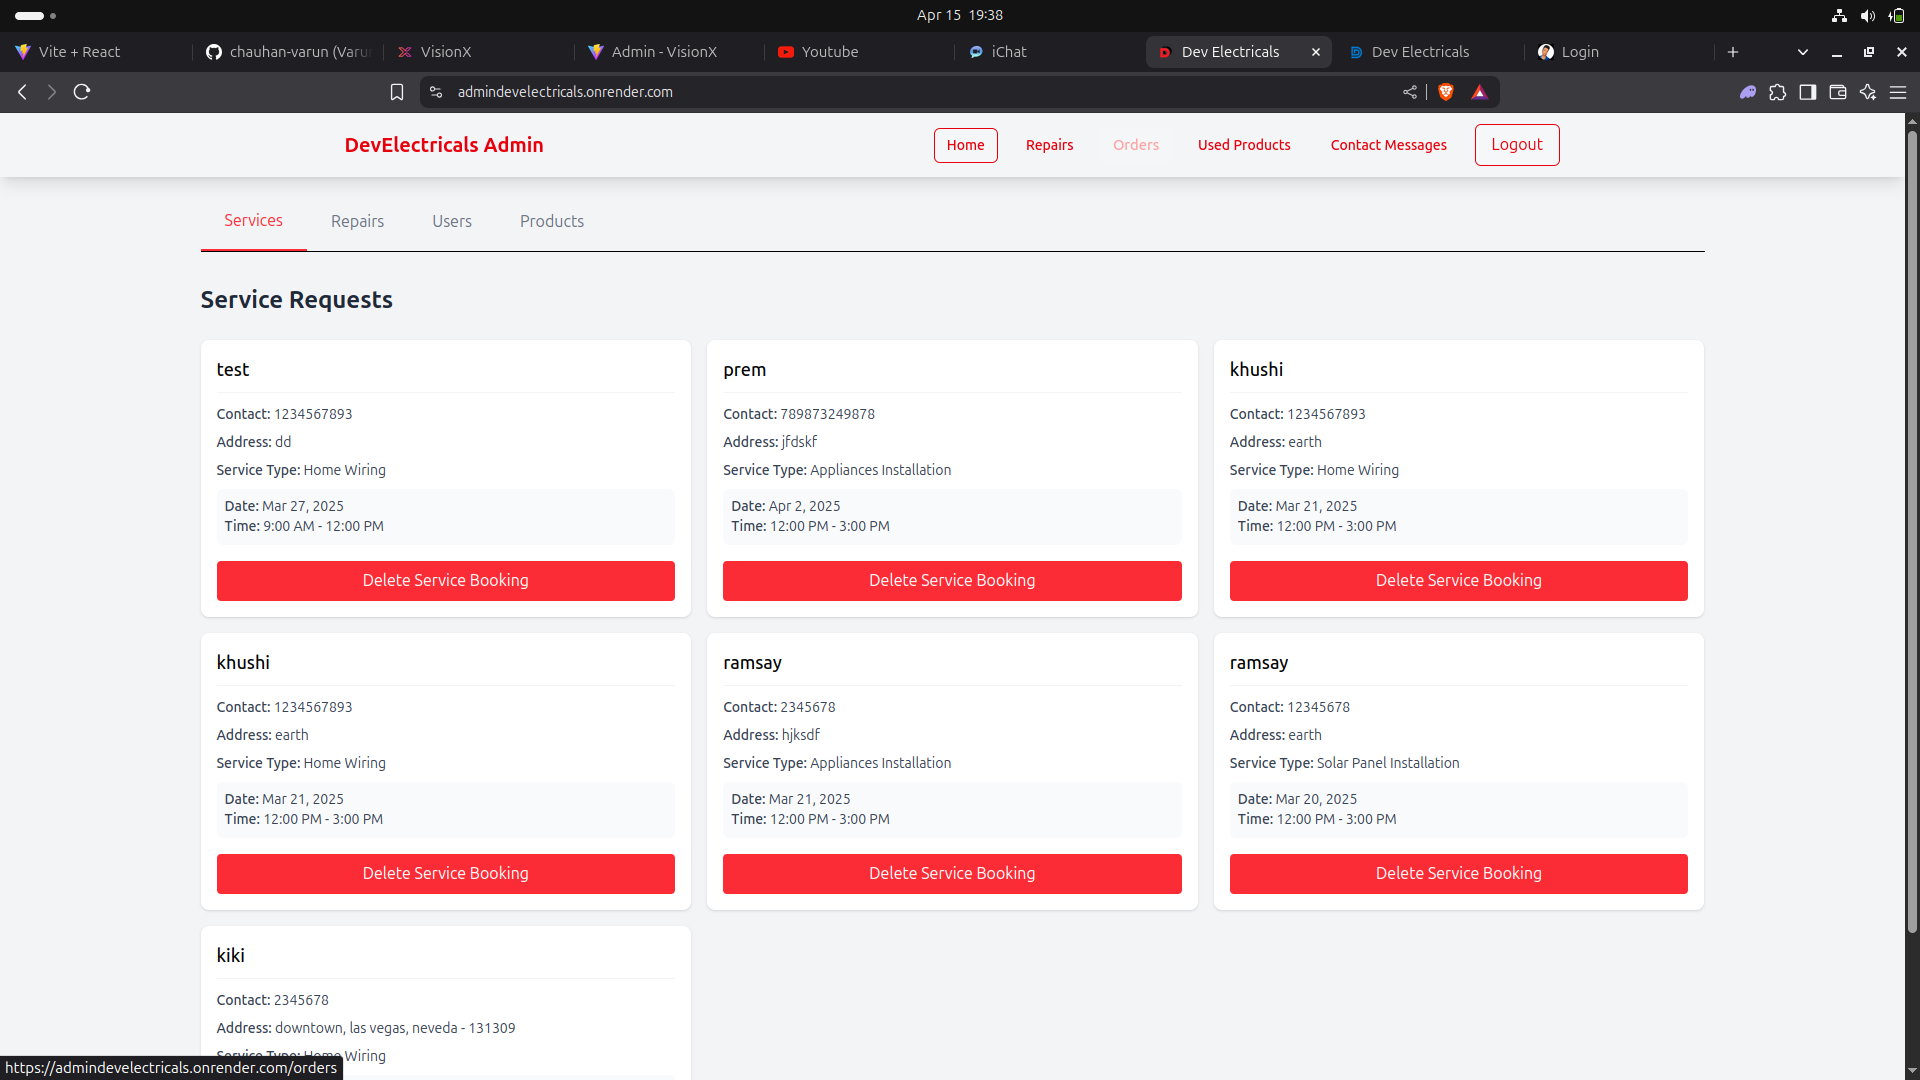 Apr 15 19:38
Vite + React
chauhan-varun (Varu
VisionX
Admin - VisionX
Youtube
iChat
Dev Electricals
Dev Electricals
Login
admindevelectricals.onrender.com
DevElectricals Admin
Home
Repairs
Orders
Used Products
Contact Messages
Logout
Services
Repairs
Users
Products
Service Requests
test
Contact: 1234567893
Address: dd
Service Type: Home Wiring
Date: Mar 27, 2025
Time: 9:00 AM - 12:00 PM
Delete Service Booking
prem
Contact: 789873249878
Address: jfdskf
Service Type: Appliances Installation
Date: Apr 2, 2025
Time: 12:00 PM - 3:00 PM
Delete Service Booking
khushi
Contact: 1234567893
Address: earth
Service Type: Home Wiring
Date: Mar 21, 2025
Time: 12:00 PM - 3:00 PM
Delete Service Booking
khushi
Contact: 1234567893
Address: earth
Service Type: Home Wiring
Date: Mar 21, 2025
Time: 12:00 PM - 3:00 PM
Delete Service Booking
ramsay
Contact: 2345678
Address: hjksdf
Service Type: Appliances Installation
Date: Mar 21, 2025
Time: 12:00 PM - 3:00 PM
Delete Service Booking
ramsay
Contact: 12345678
Address: earth
Service Type: Solar Panel Installation
Date: Mar 20, 2025
Time: 12:00 PM - 3:00 PM
Delete Service Booking
kiki
Contact: 2345678
Address: downtown, las vegas, neveda - 131309
Service Type: Home Wiring
https://admindevelectricals.onrender.com/orders